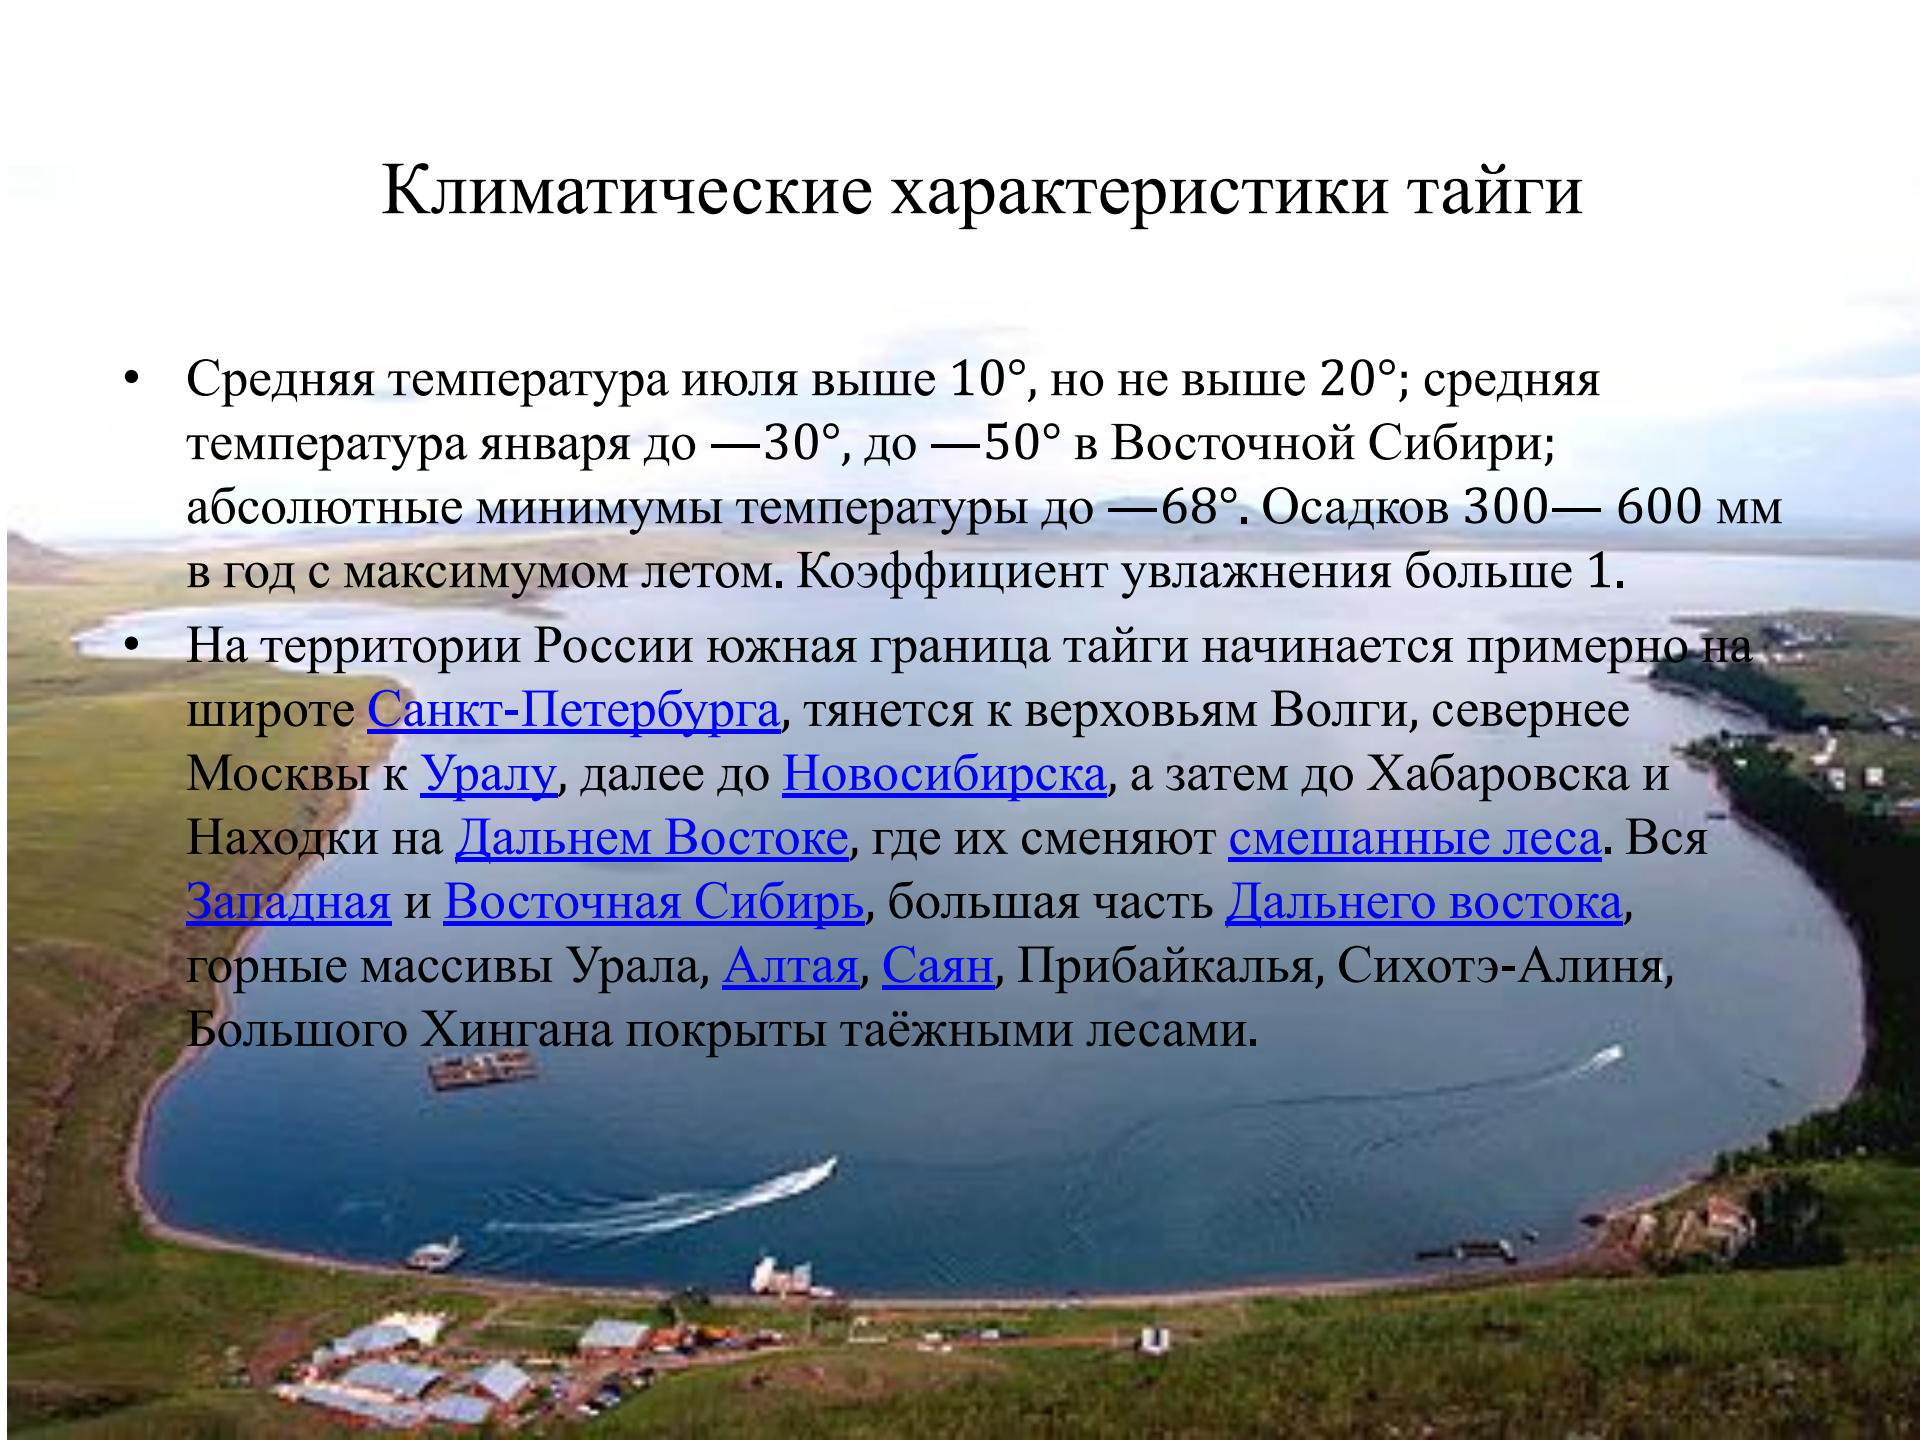 Климатические характеристики тайги
• Средняя температура июля выше 10°, но не выше 20°; средняя
температура января до —30°, до —50° в Восточной Сибири;
абсолютные минимумы температуры до —68°. Осадков 300— 600 мм
в год с максимумом летом. Коэффициент увлажнения больше 1.
• На территории России южная граница тайги начинается примерно на
широте Санкт-Петербурга, тянется к верховьям Волги, севернее
Москвы к Уралу, далее до Новосибирска, а затем до Хабаровска и
Находки на Дальнем Востоке, где их сменяют смешанные леса. Вся
Западная и Восточная Сибирь, большая часть Дальнего востока,
горные массивы Урала, Алтая, Саян, Прибайкалья, Сихотэ-Алиня,
Большого Хингана покрыты таёжными лесами.